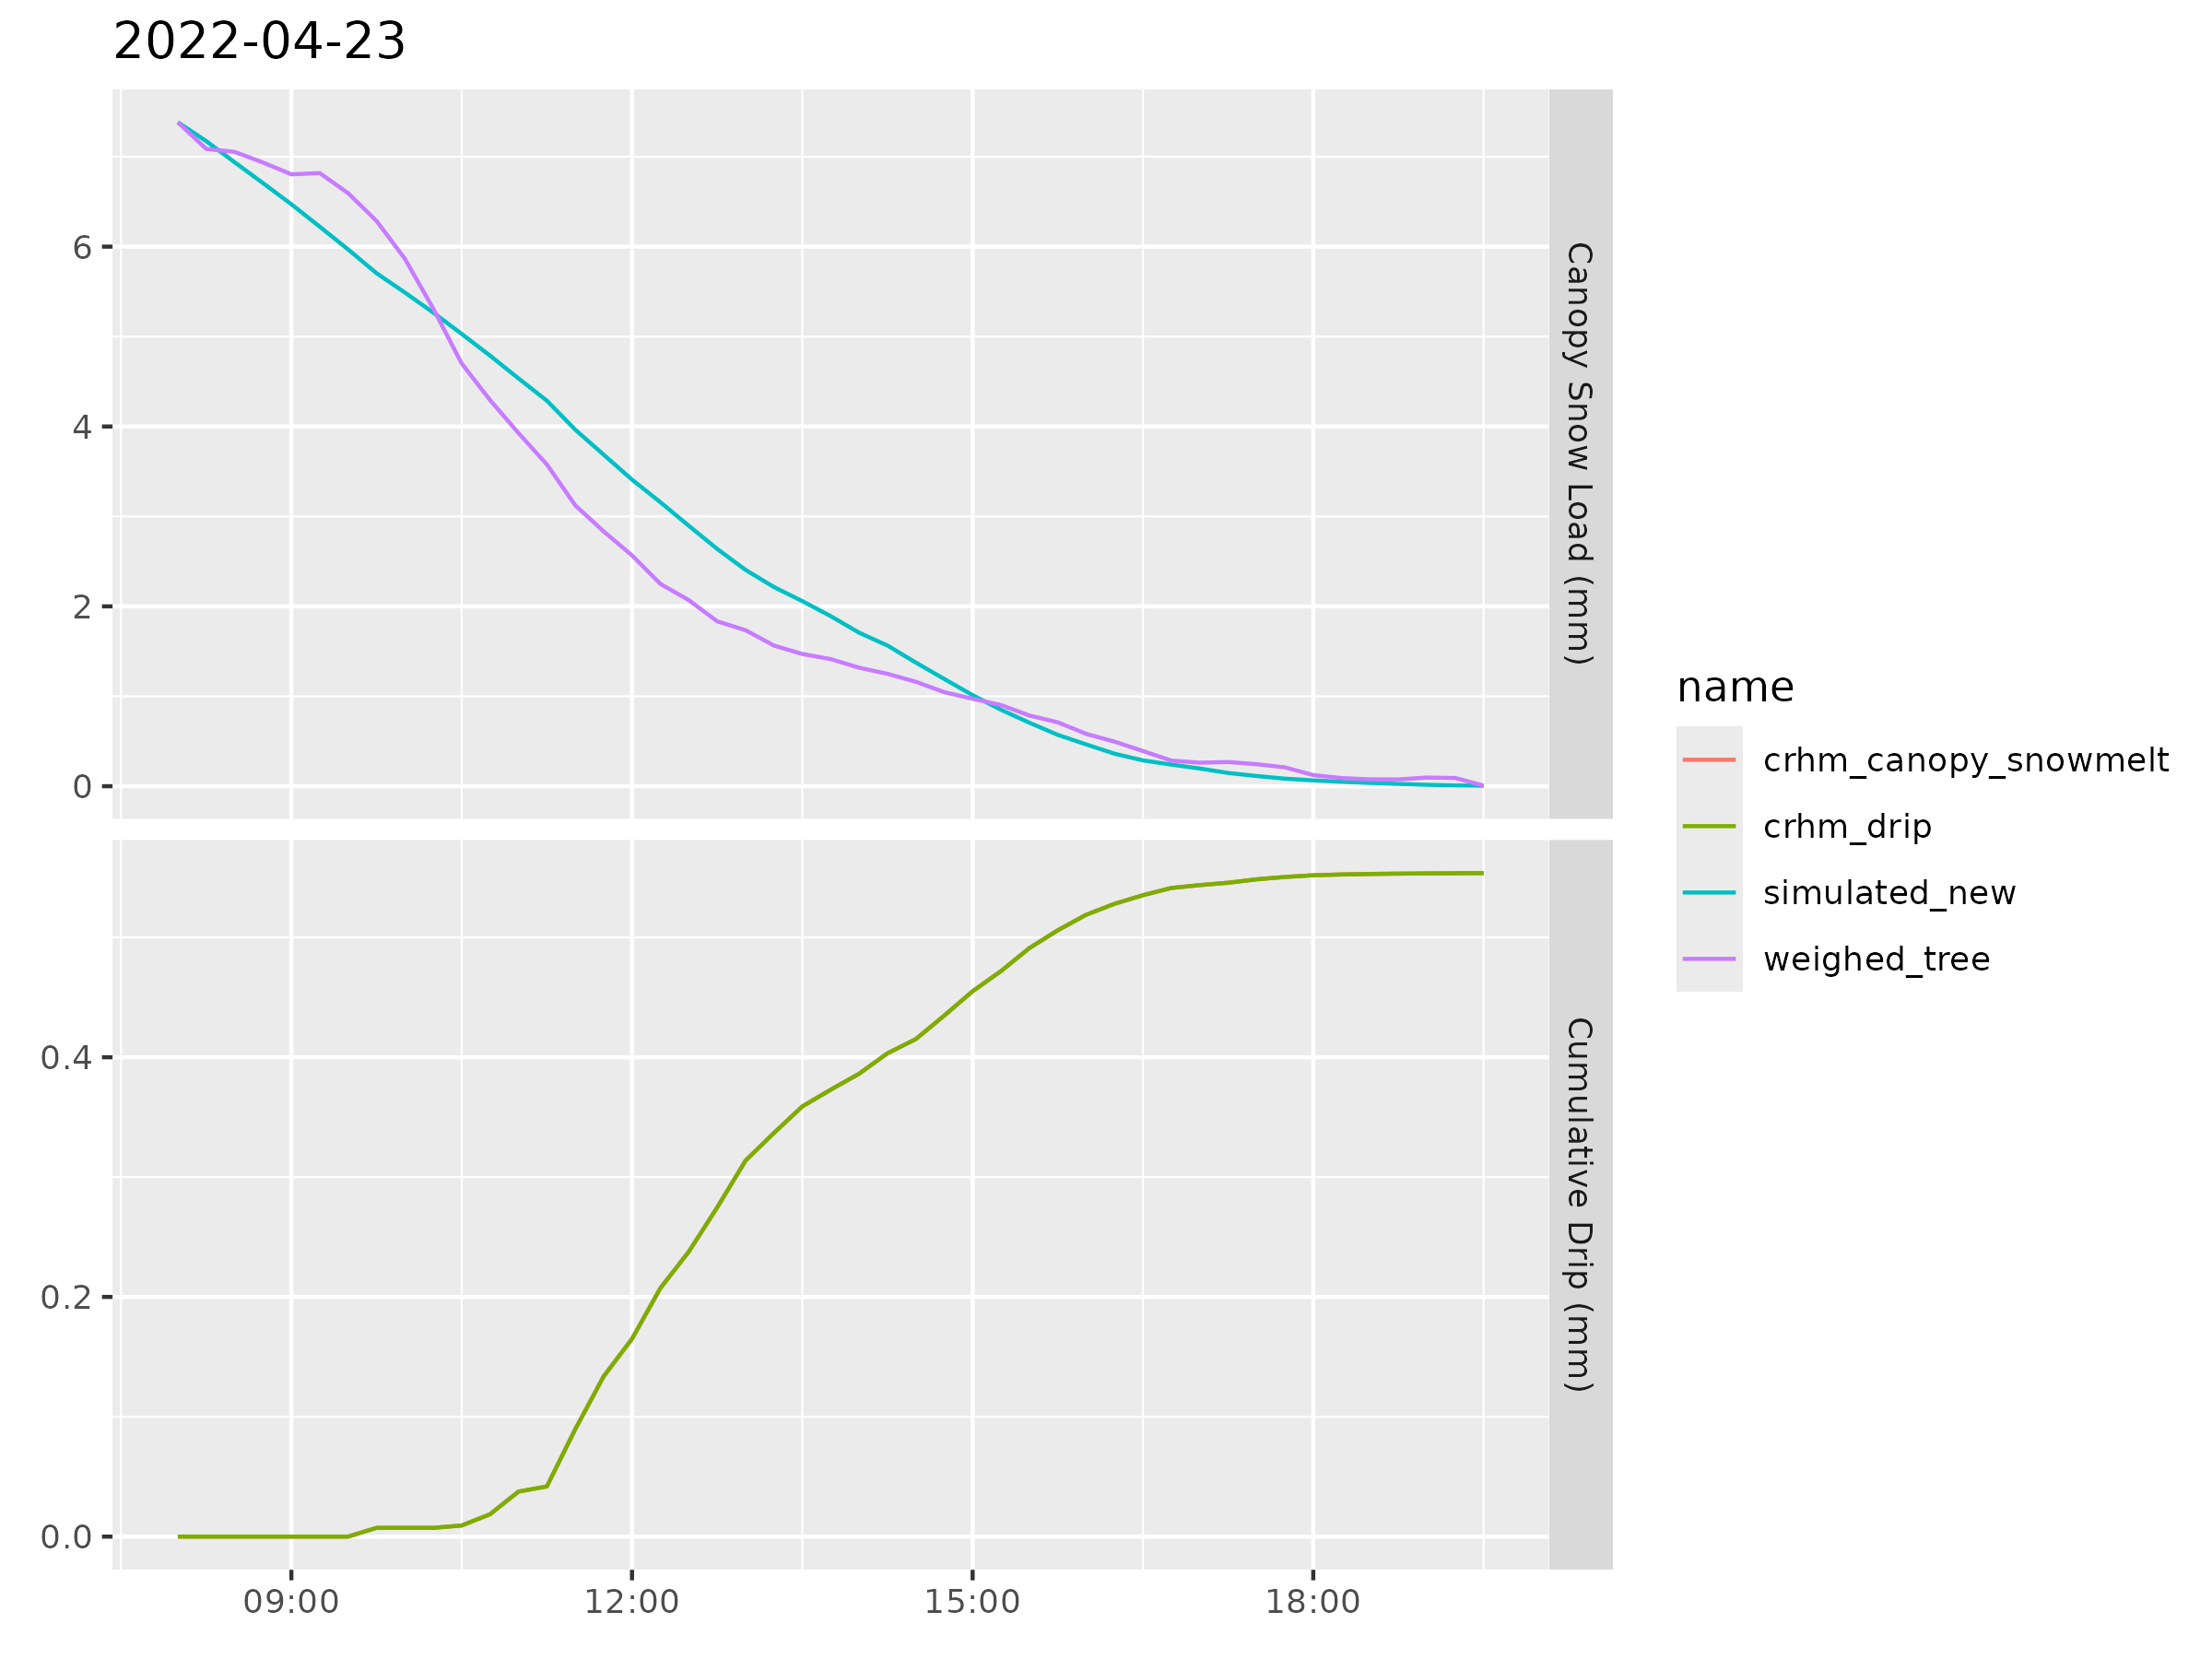 2022-04-23
6
4
2
0
Canopy Snow Load (mm)
0.4
0.2
0.0
Cumulative Drip (mm)
09:00 12:00 15:00 18:00
name
crhm_canopy_snowmelt
crhm_drip
simulated_new
weighed_tree